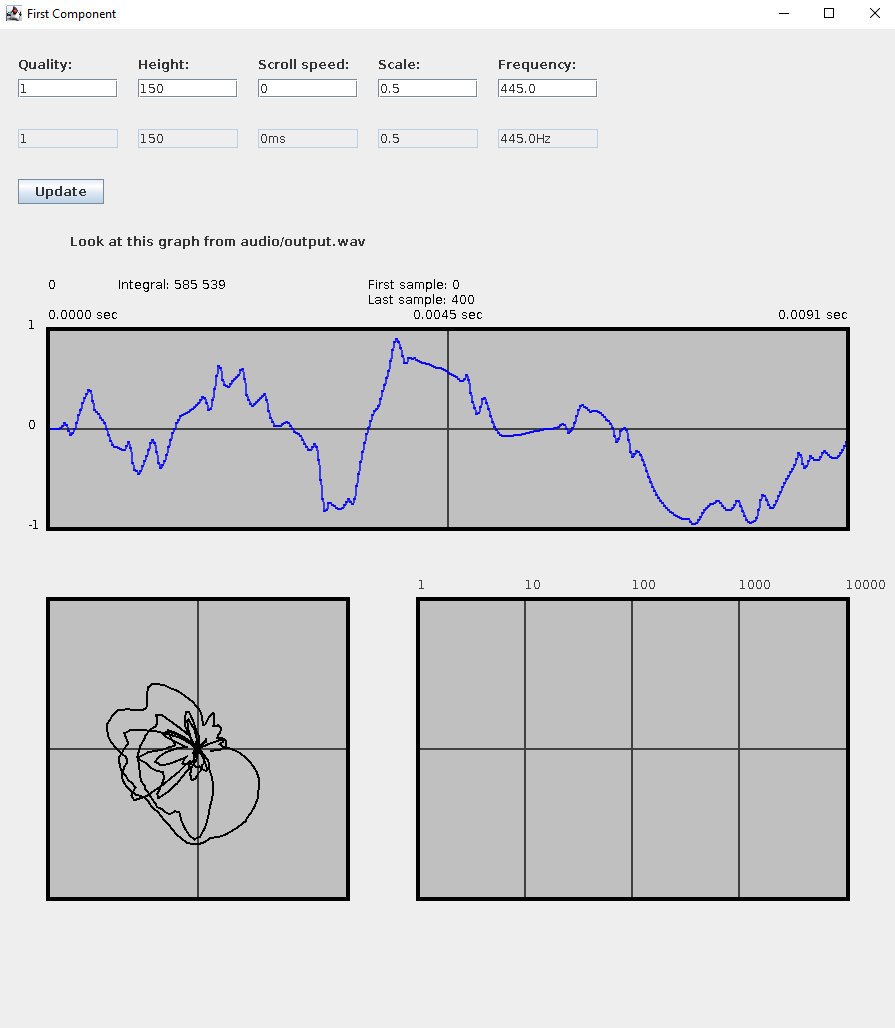 First Component
Quality: Height: Scroll speed: Scale: Frequency:
1 150 0 0.5 445.0
1 150 0ms 0.5 445.0Hz
Update
Look at this graph from audio/output.wav
0 Integral: 585 539 First sample: 0
Last sample: 400
0.0000 sec 0.0045 sec 0.0091 sec
1
0
-1
1 10 100 1000 10000